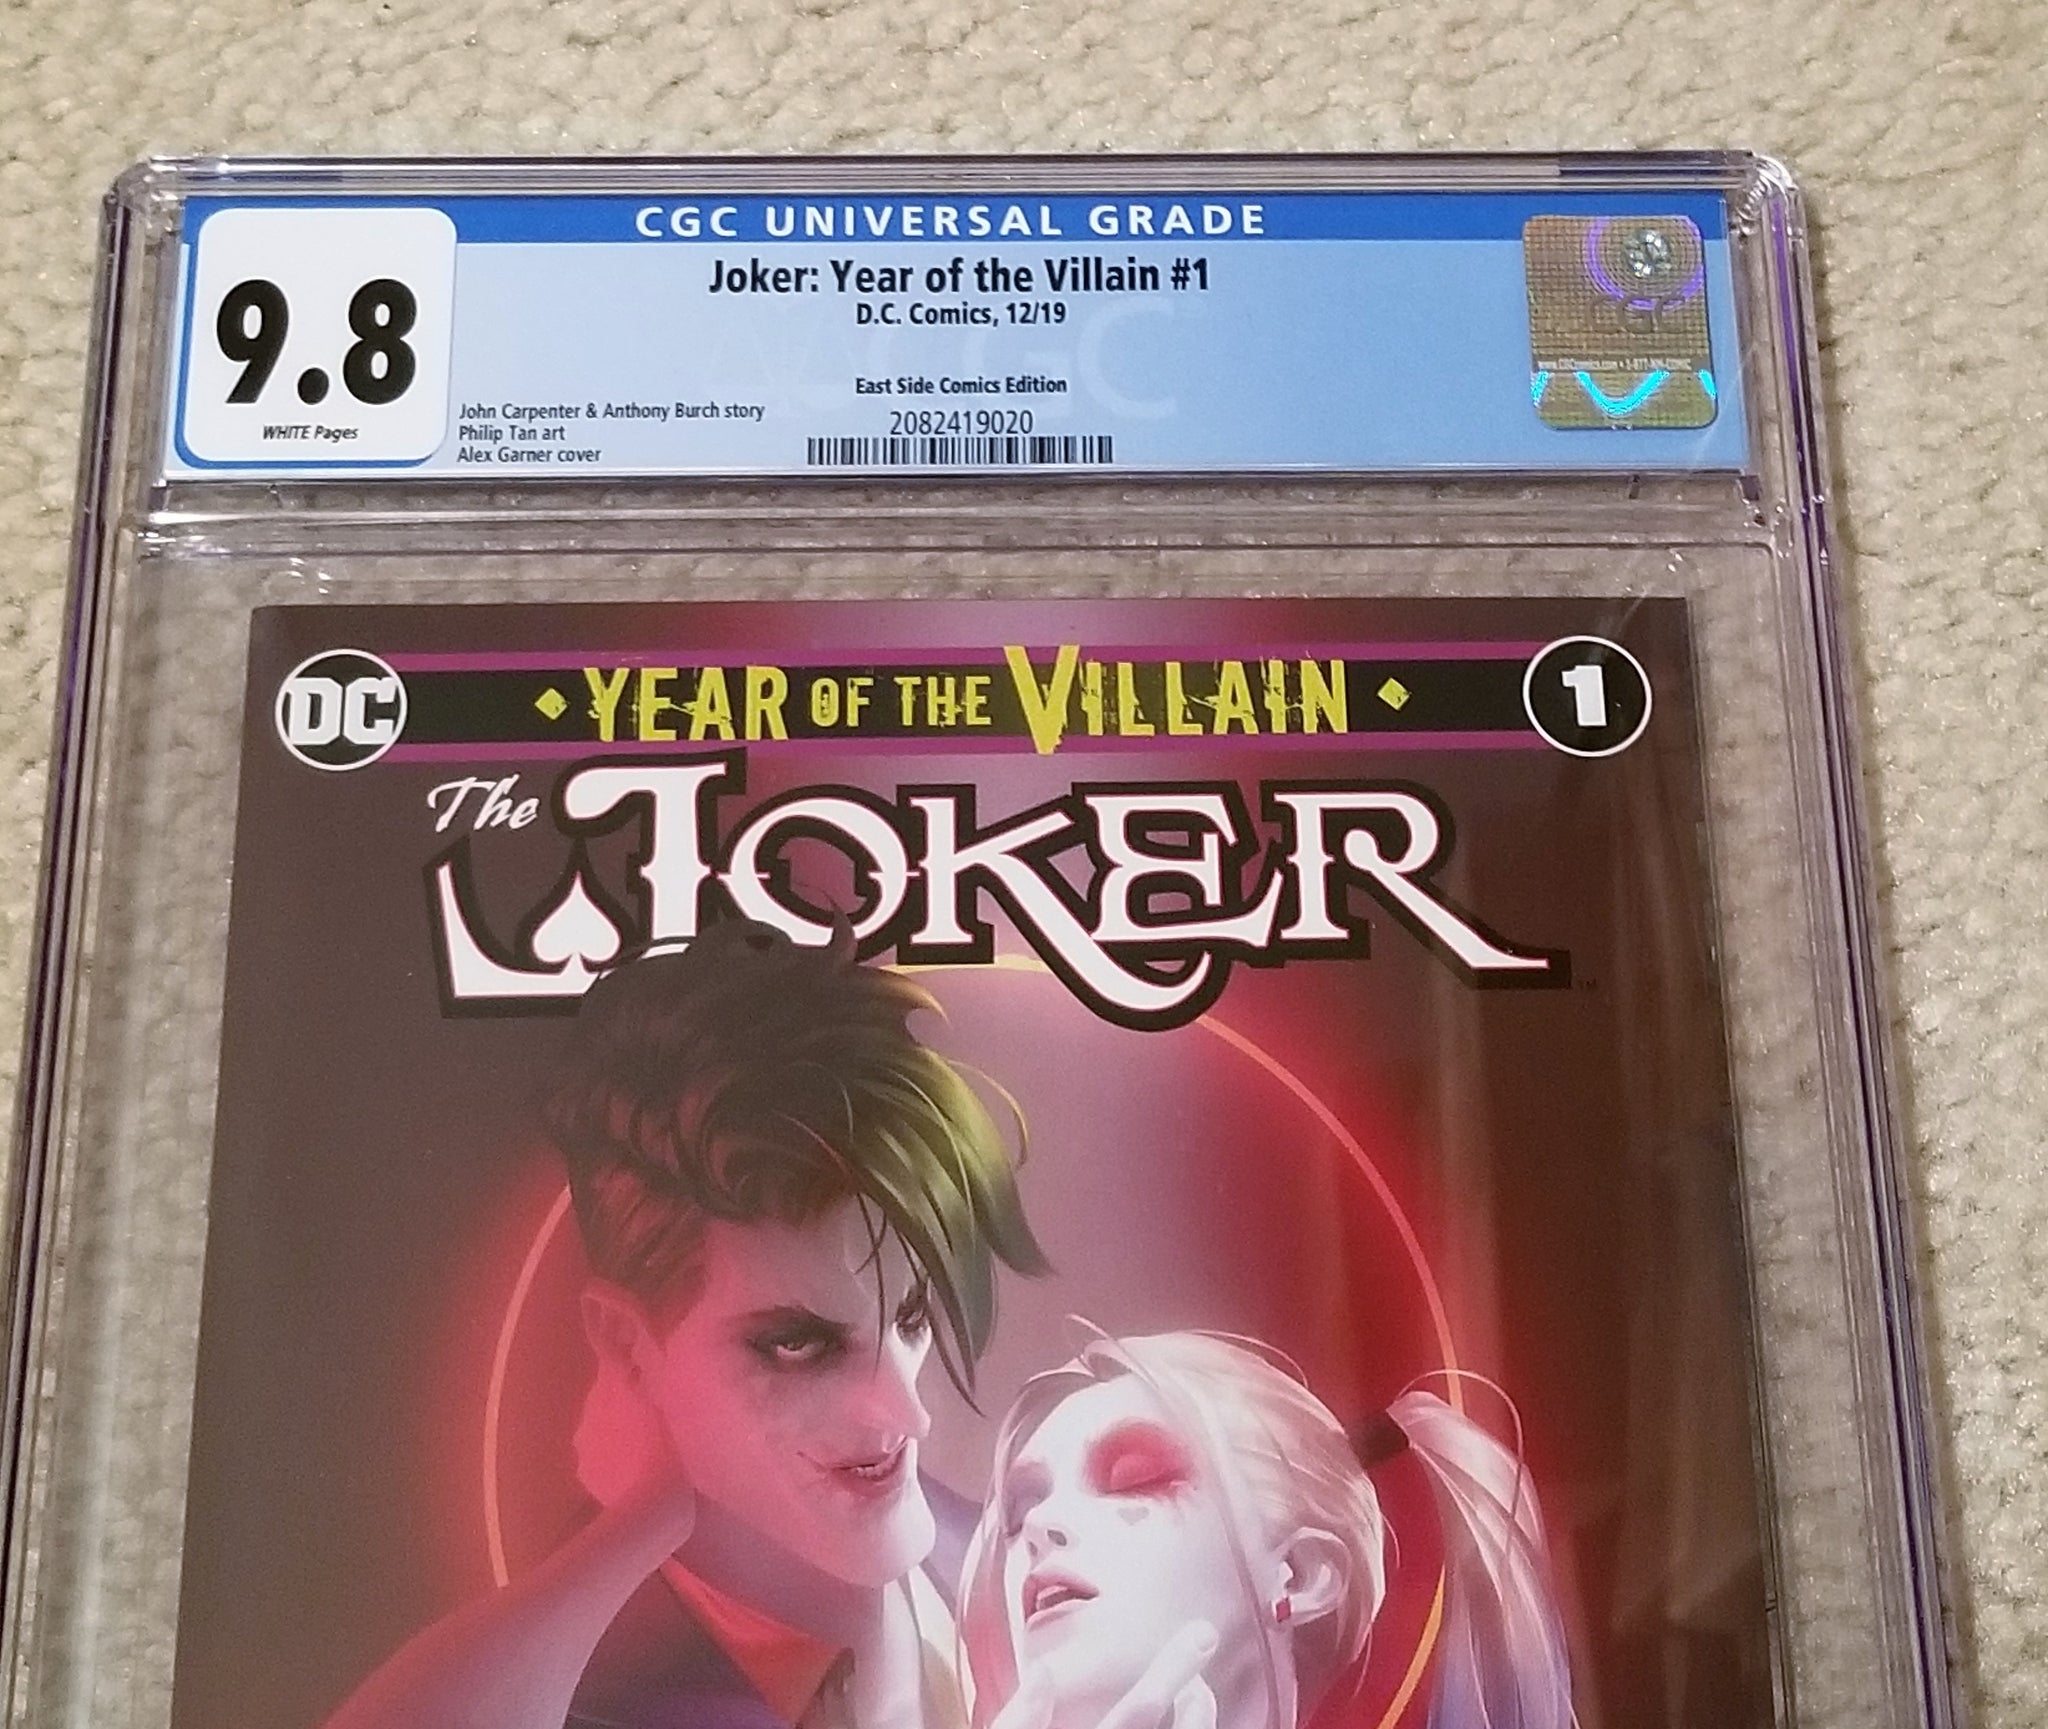 CGC UNIVERSAL GRADE
9.8
WHITE Pages
Joker: Year of the Villain #1
D.C. Comics, 12/19
East Side Comics Edition
2082419020
John Carpenter & Anthony Burch story
Philip Tan art
Alex Garner cover
CGC
DC
YEAR OF THE VILLAIN
1
The
JOKER